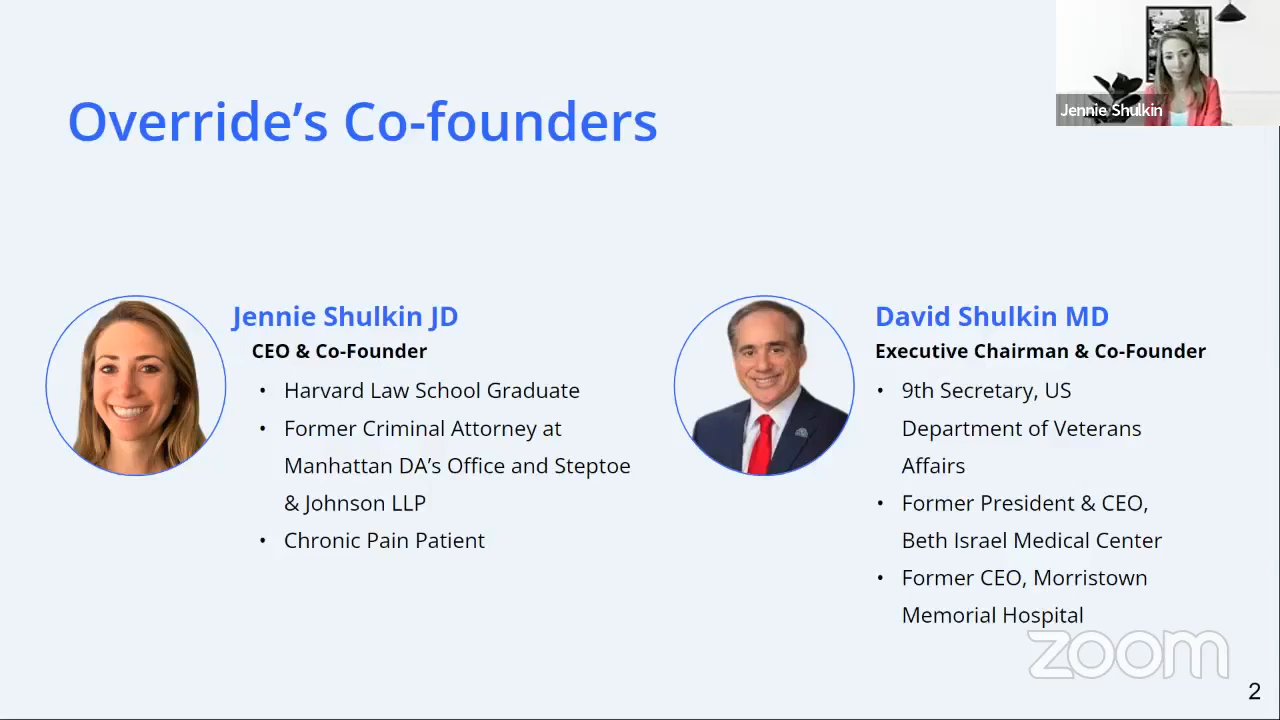 Jennie Shulkin
Override’s Co-founders
Jennie Shulkin JD
CEO & Co-Founder
• Harvard Law School Graduate
• Former Criminal Attorney at
Manhattan DA’s Office and Steptoe
& Johnson LLP
• Chronic Pain Patient
David Shulkin MD
Executive Chairman & Co-Founder
• 9th Secretary, US
Department of Veterans
Affairs
• Former President & CEO,
Beth Israel Medical Center
• Former CEO, Morristown
Memorial Hospital
zoom
2